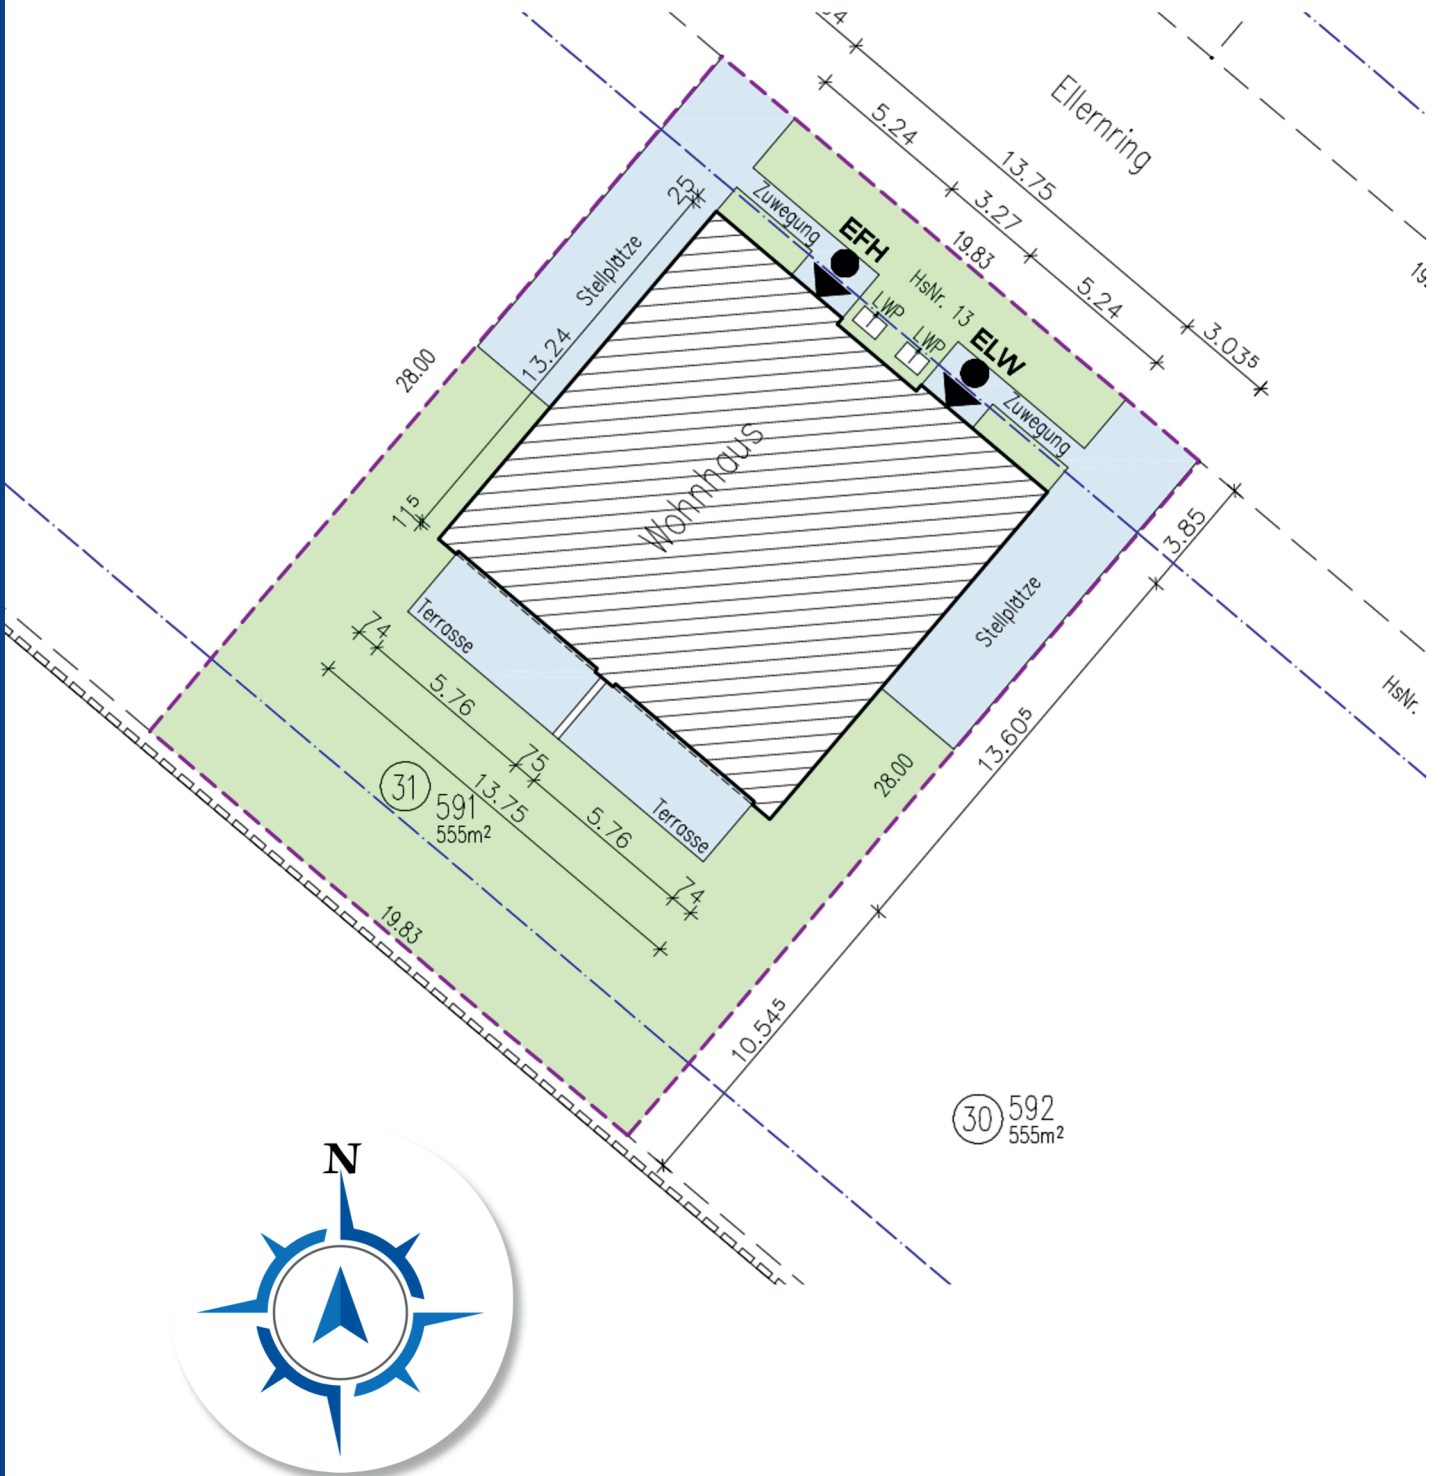 5.24
13.75
Ellernring
3.27
19.83
5.24
3.03⁵
25
Zuwegung
EFH
HsNr. 13
LWP
LWP
ELW
Zuwegung
Stellplätze
13.24
28.00
11⁵
Wohnhaus
3.85
Stellplätze
HsNr.
13.60⁵
28.00
Terrasse
74
5.76
75
13.75
5.76
74
Terrasse
31
591
555m²
19.83
10.54⁵
30
592
555m²
N